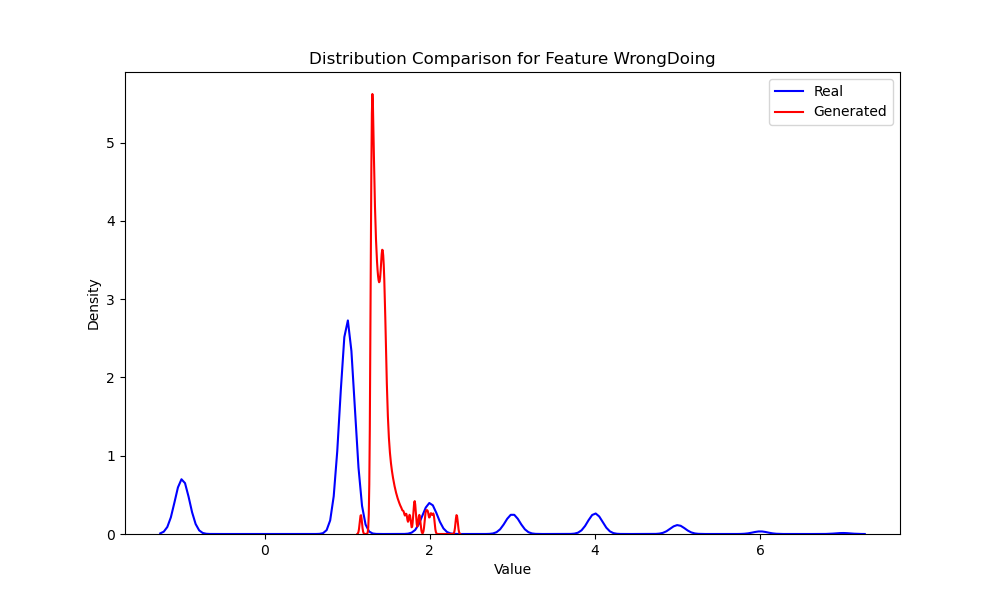 Distribution Comparison for Feature WrongDoing
Real
Generated
Density
5
4
3
2
1
0
0
2
4
6
Value